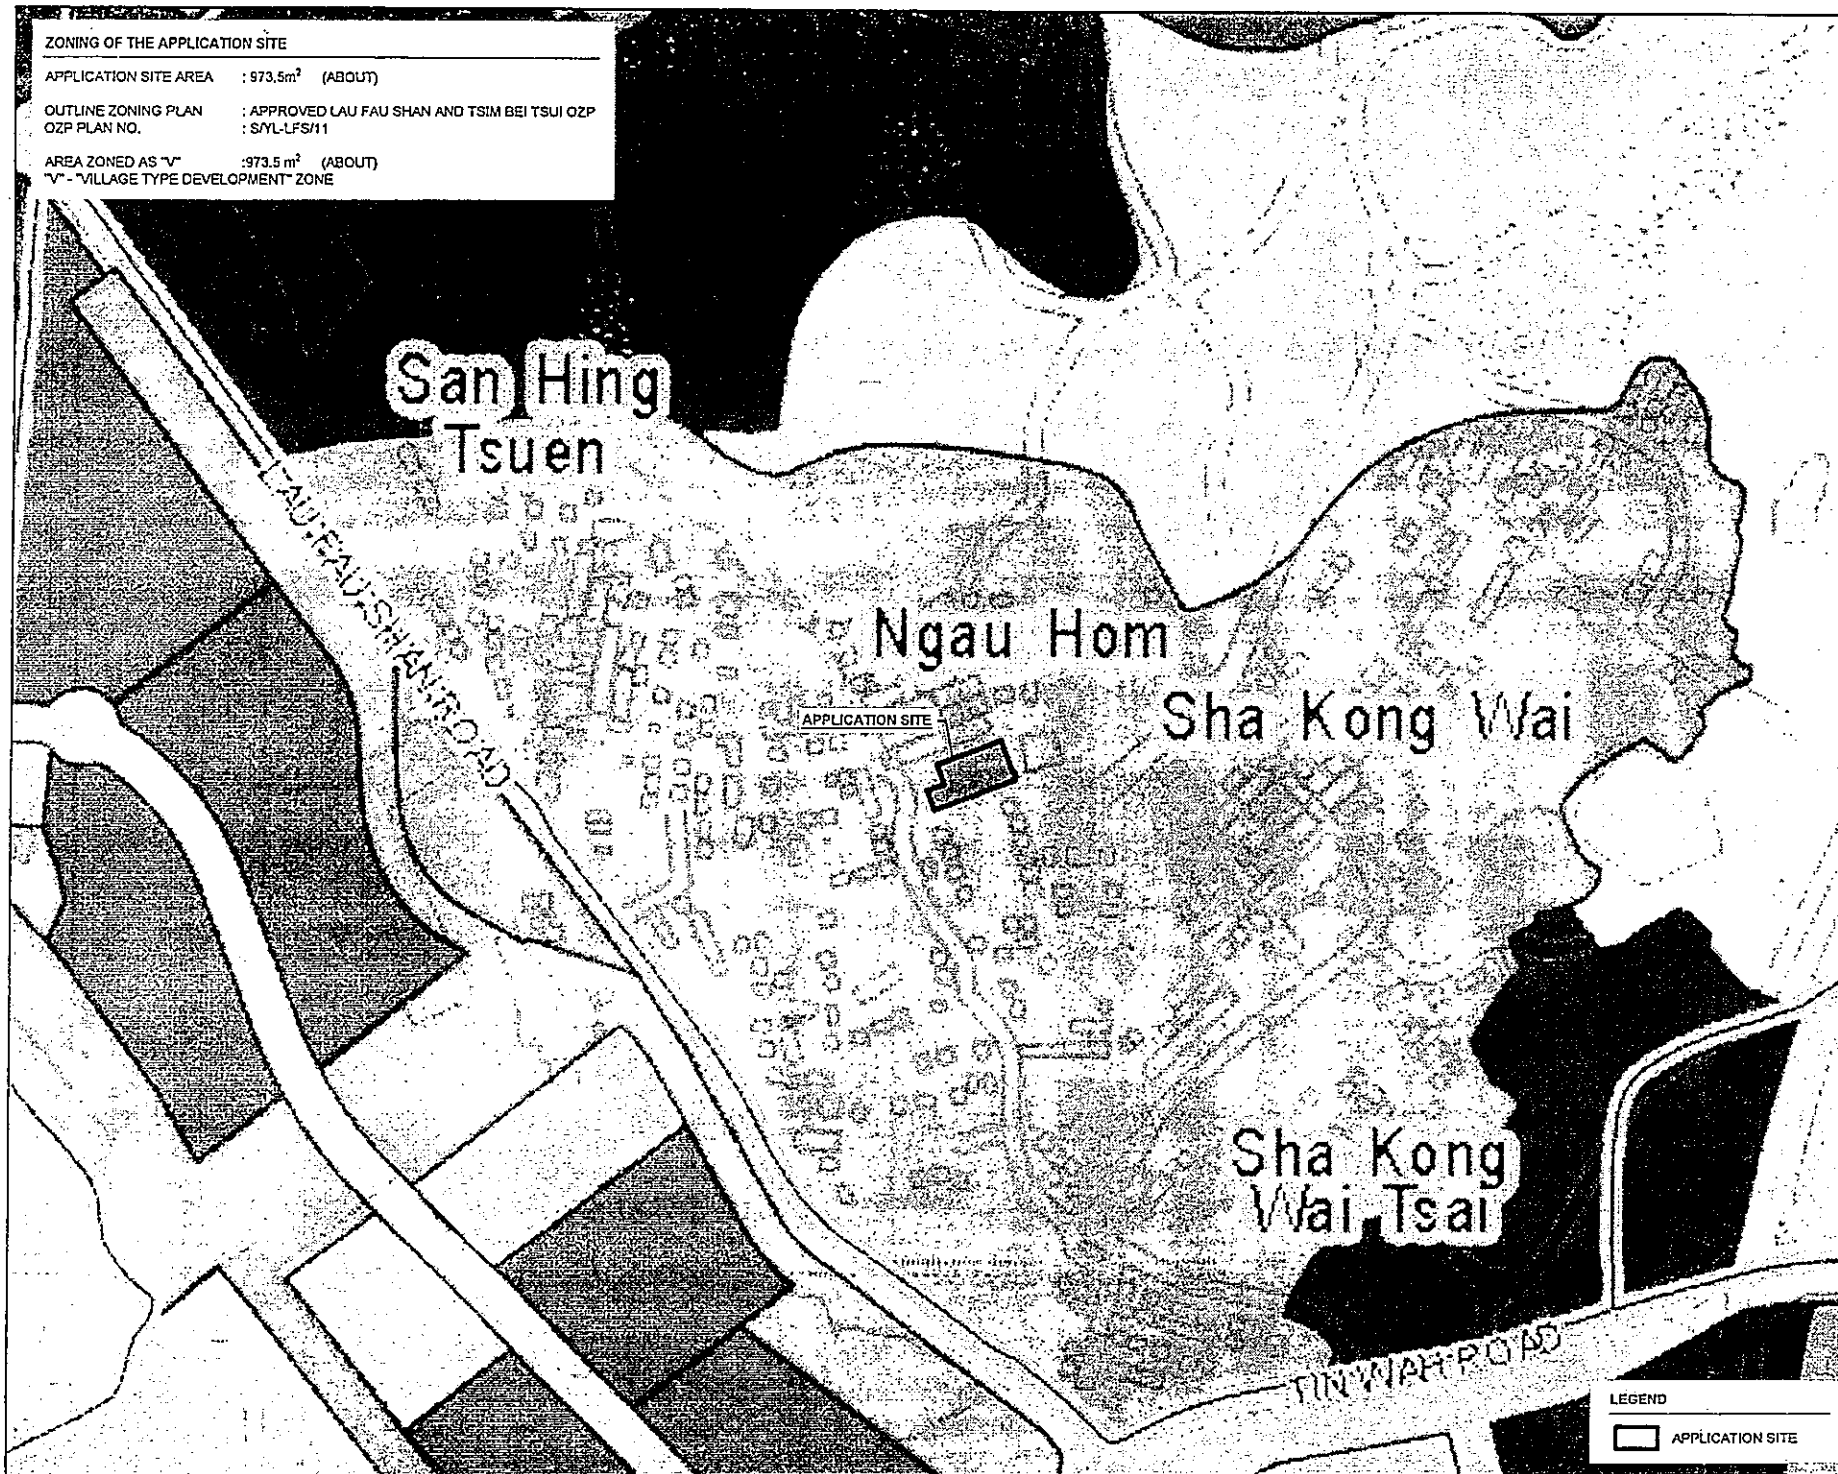 ZONING OF THE APPLICATION SITE
APPLICATION SITE AREA : 973.5m² (ABOUT)
OUTLINE ZONING PLAN : APPROVED LAU FAU SHAN AND TSIM BEI TSUI OZP
OZP PLAN NO. : S/YL-LFS/11
AREA ZONED AS "V" :973.5 m² (ABOUT)
"V" - "VILLAGE TYPE DEVELOPMENT" ZONE
San Hing
Tsuen
LAU FAU SHAN ROAD
Ngau Hom
Sha Kong Wai
APPLICATION SITE
Sha Kong
Wai Tsai
TIN WAH ROAD
LEGEND
APPLICATION SITE